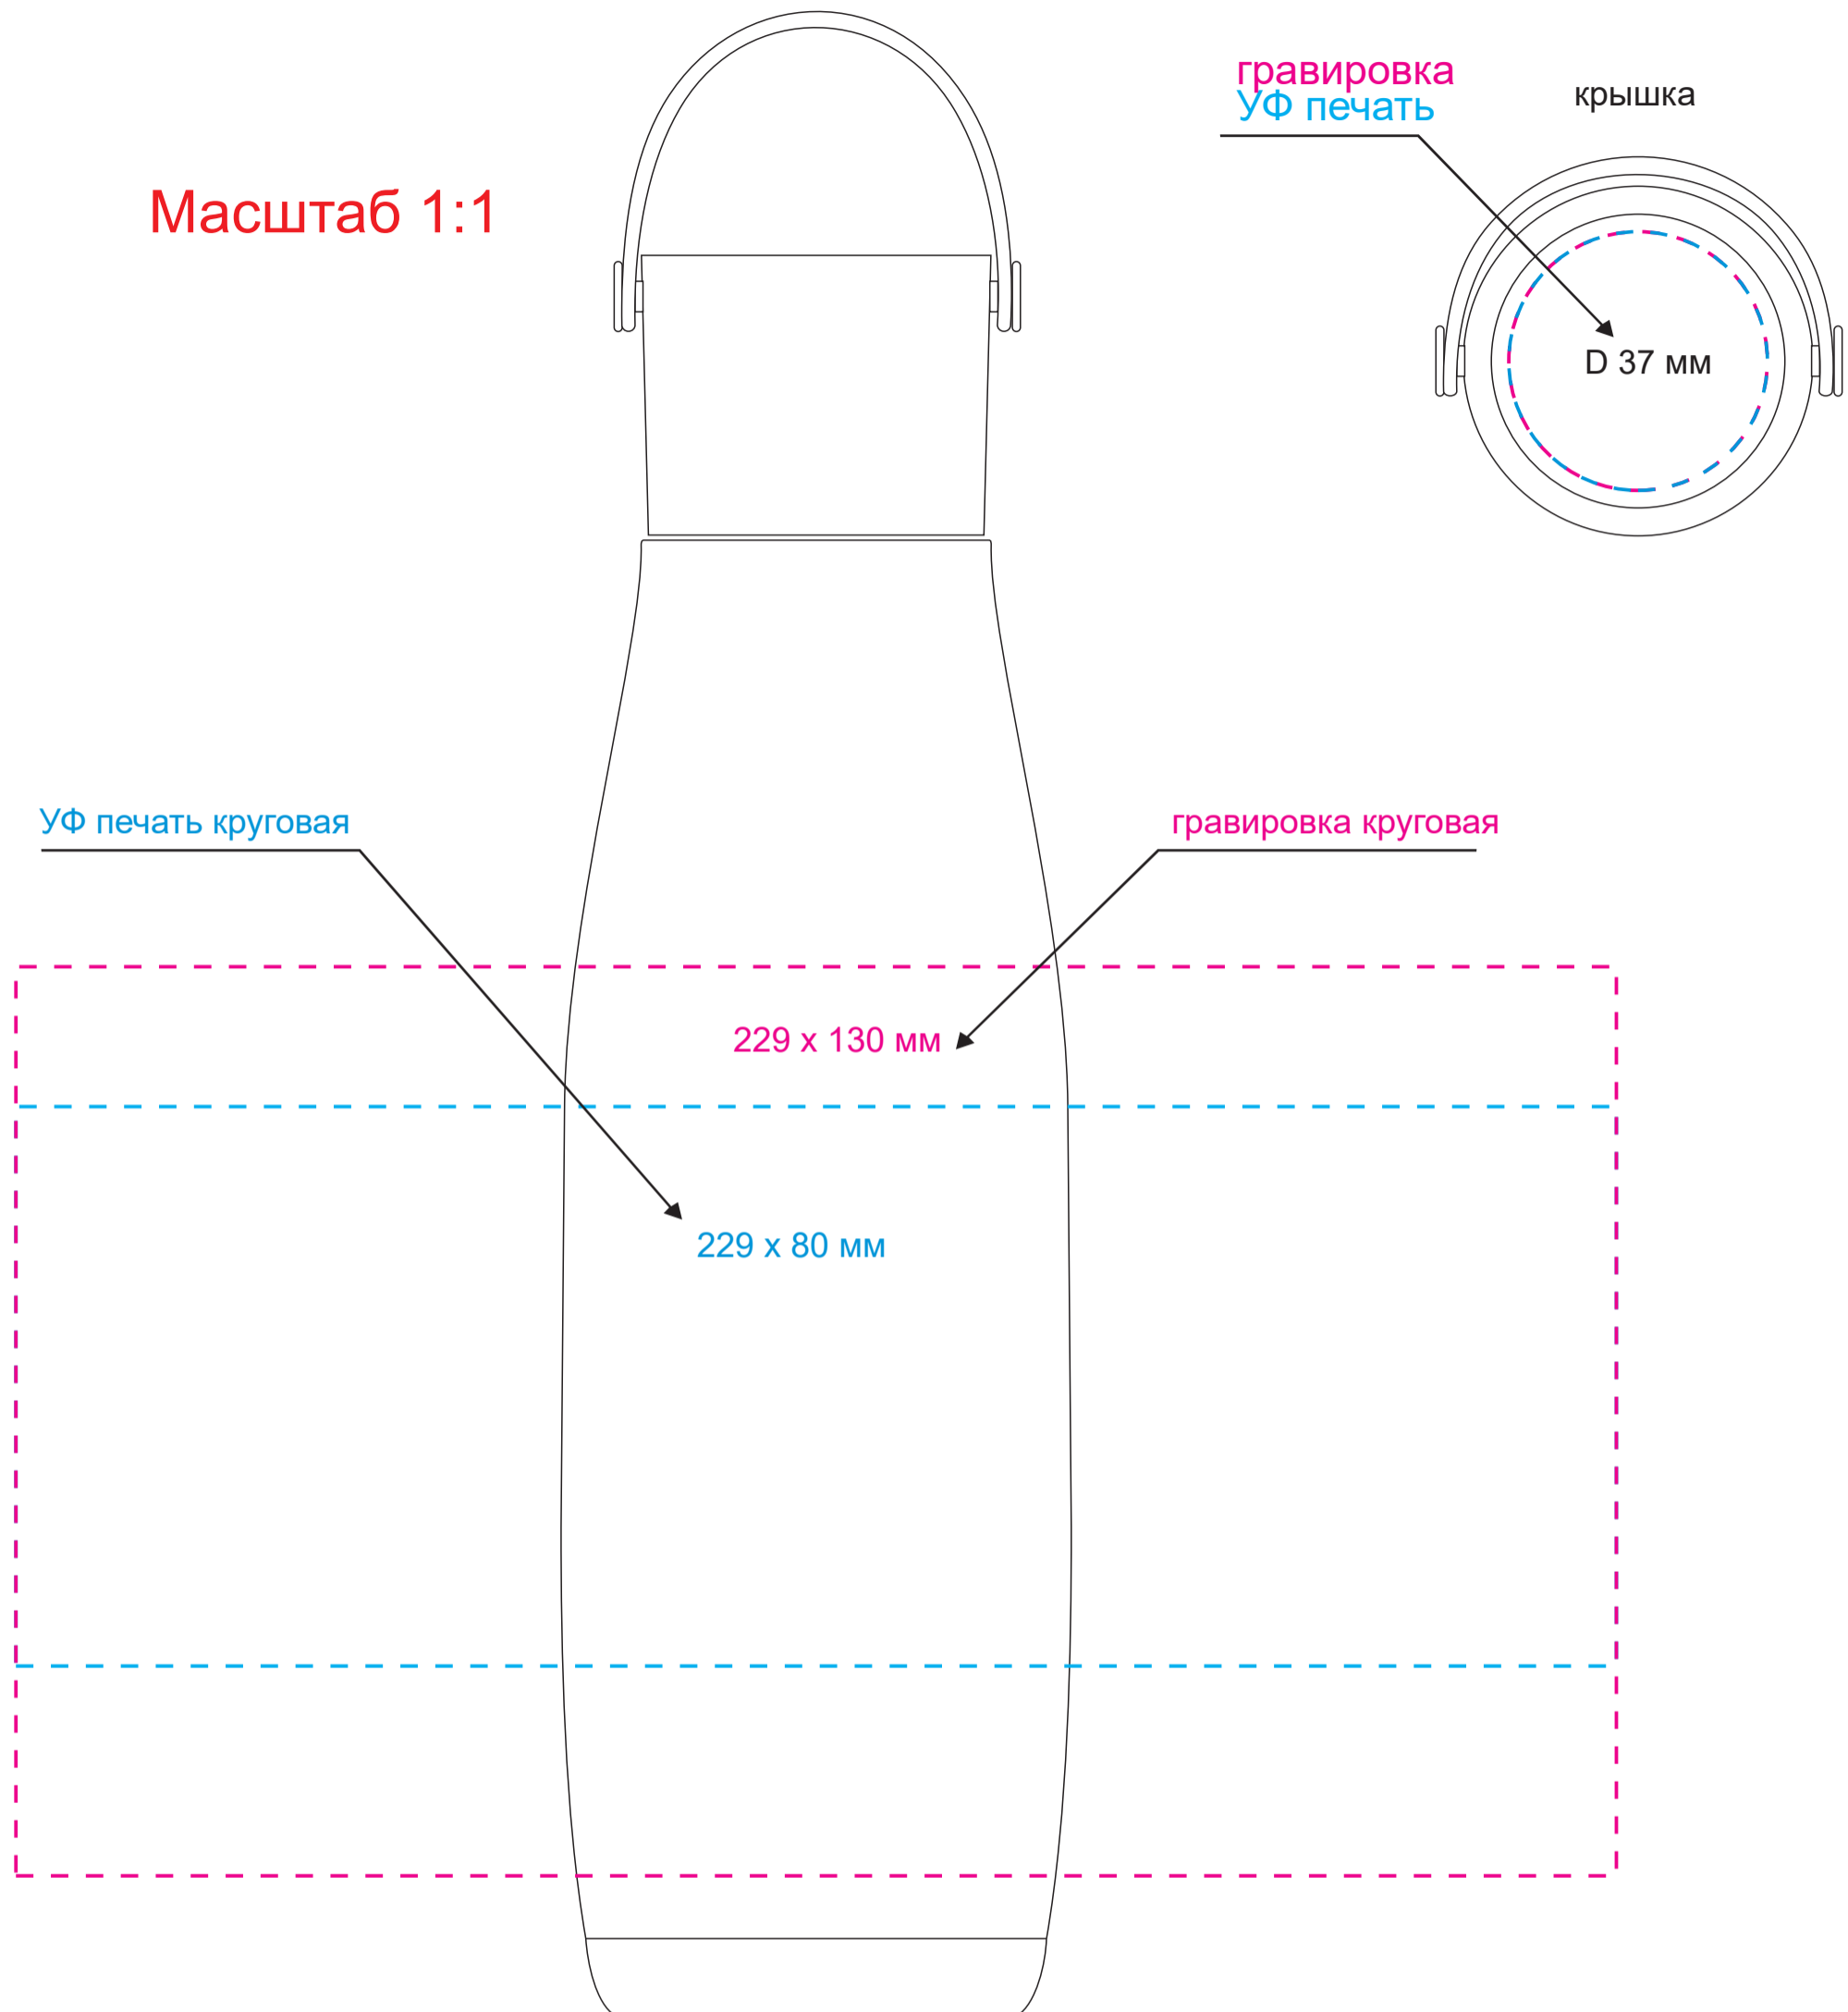 гравировка
УФ печать
крышка
Масштаб 1:1
D 37 мм
УФ печать круговая
гравировка круговая
229 х 130 мм
229 х 80 мм